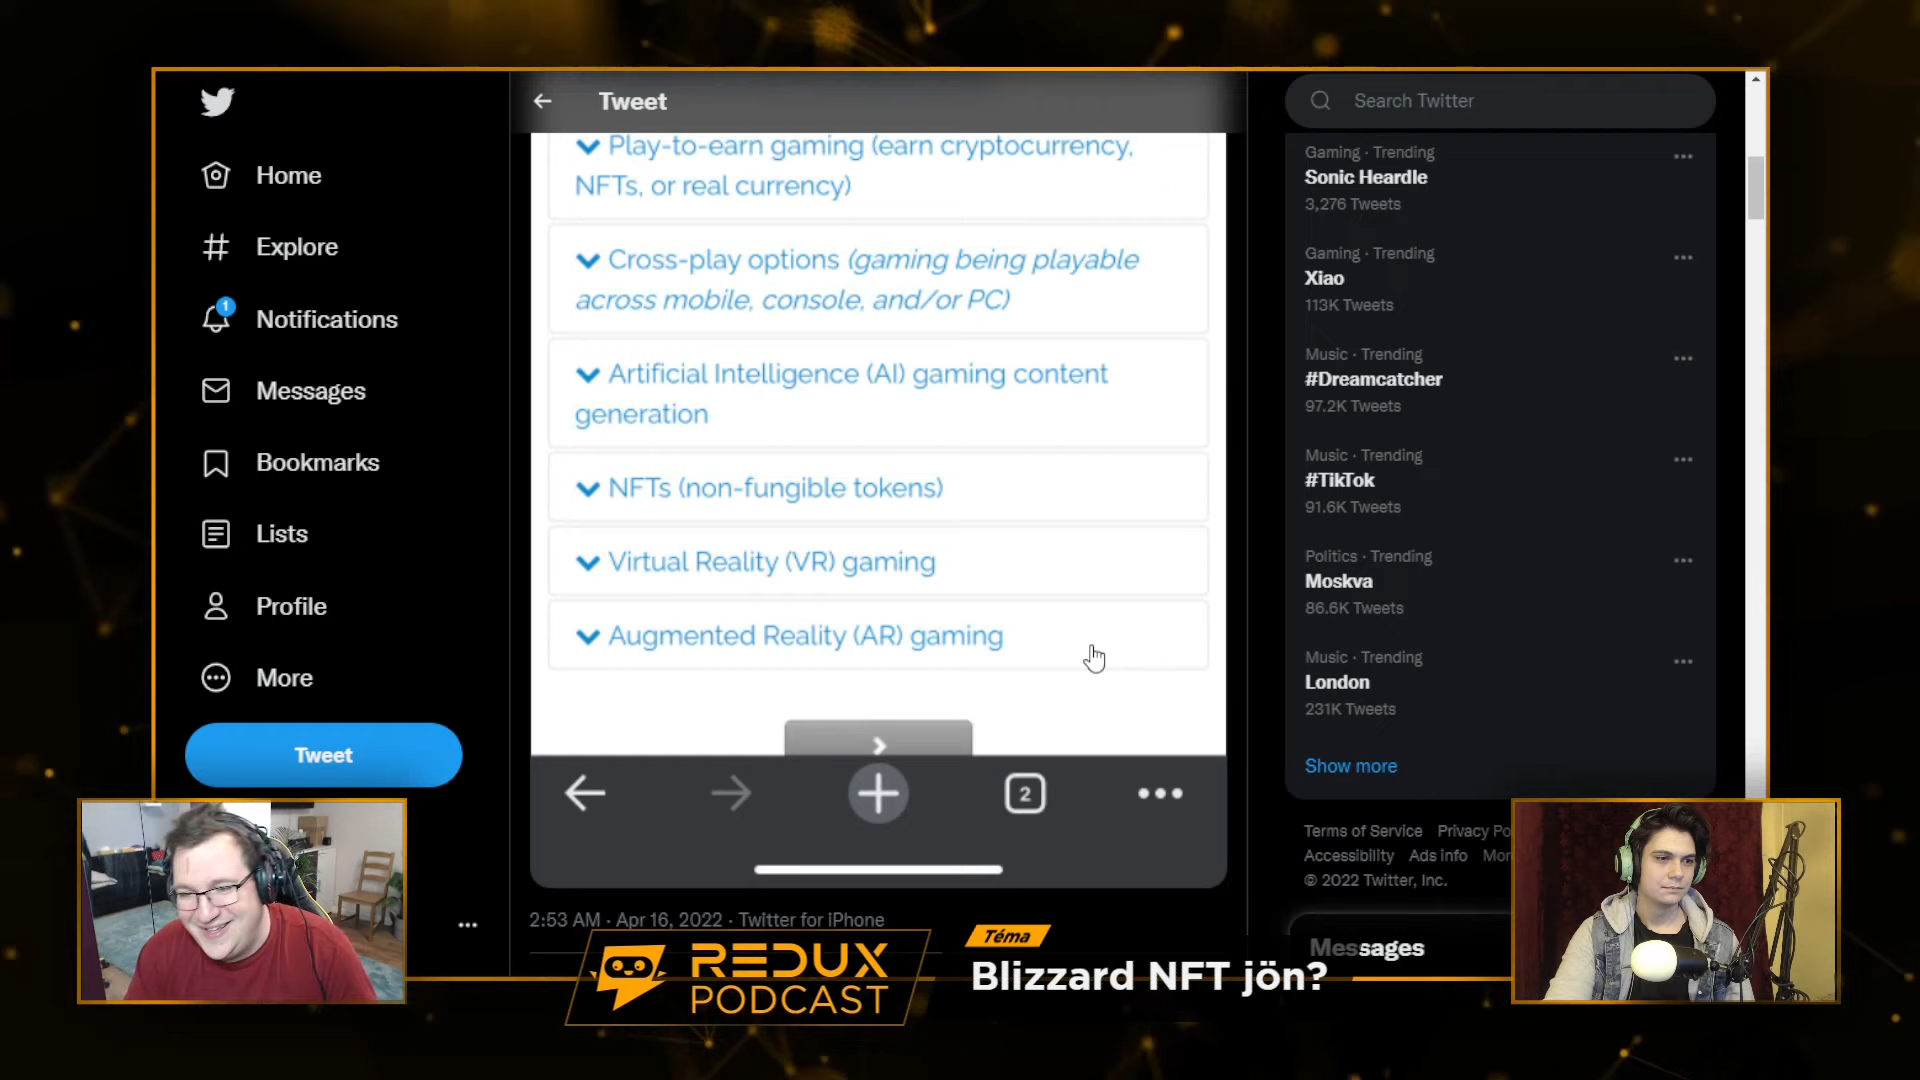 Tweet
Search Twitter
Home
Explore
1
Notifications
Messages
Bookmarks
Lists
Profile
More
Tweet
Play-to-earn gaming (earn cryptocurrency,
NFTs, or real currency)
Cross-play options (gaming being playable
across mobile, console, and/or PC)
Artificial Intelligence (AI) gaming content
generation
NFTs (non-fungible tokens)
Virtual Reality (VR) gaming
Augmented Reality (AR) gaming
2
2:53 AM · Apr 16, 2022 · Twitter for iPhone
Gaming · Trending
Sonic Heardle
3,276 Tweets
Gaming · Trending
Xiao
113K Tweets
Music · Trending
#Dreamcatcher
97.2K Tweets
Music · Trending
#TikTok
91.6K Tweets
Politics · Trending
Moskva
86.6K Tweets
Music · Trending
London
231K Tweets
Show more
Terms of Service Privacy Po
Accessibility Ads info Mor
© 2022 Twitter, Inc.
Messages
REDUX
PODCAST
Téma
Blizzard NFT jön?